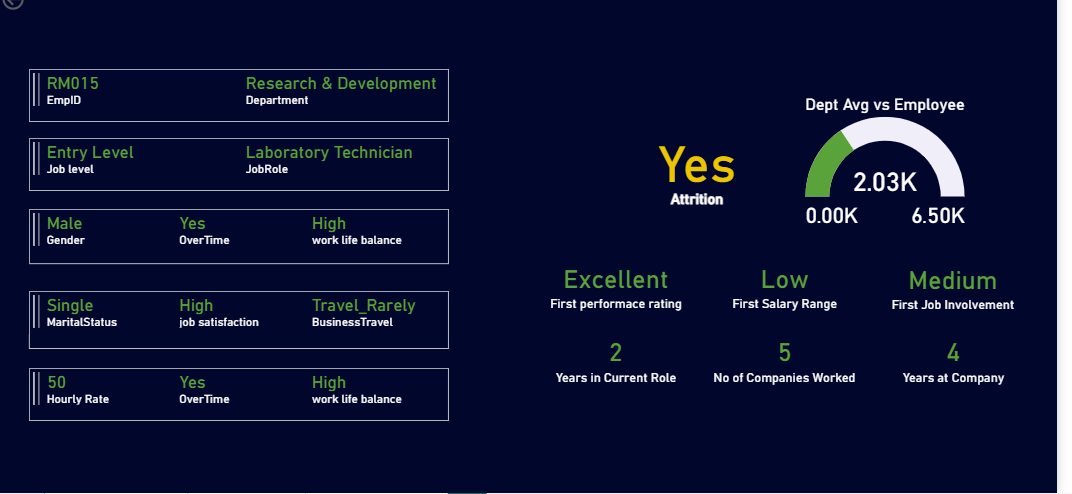 RM015
EmpID
Research & Development
Department
Entry Level
Job level
Laboratory Technician
JobRole
Male
Gender
Yes
OverTime
High
work life balance
Single
MaritalStatus
High
job satisfaction
Travel_Rarely
BusinessTravel
50
Hourly Rate
Yes
OverTime
High
work life balance
Yes
Attrition
Dept Avg vs Employee
2.03K
0.00K
6.50K
Excellent
First performace rating
Low
First Salary Range
Medium
First Job Involvement
2
Years in Current Role
5
No of Companies Worked
4
Years at Company